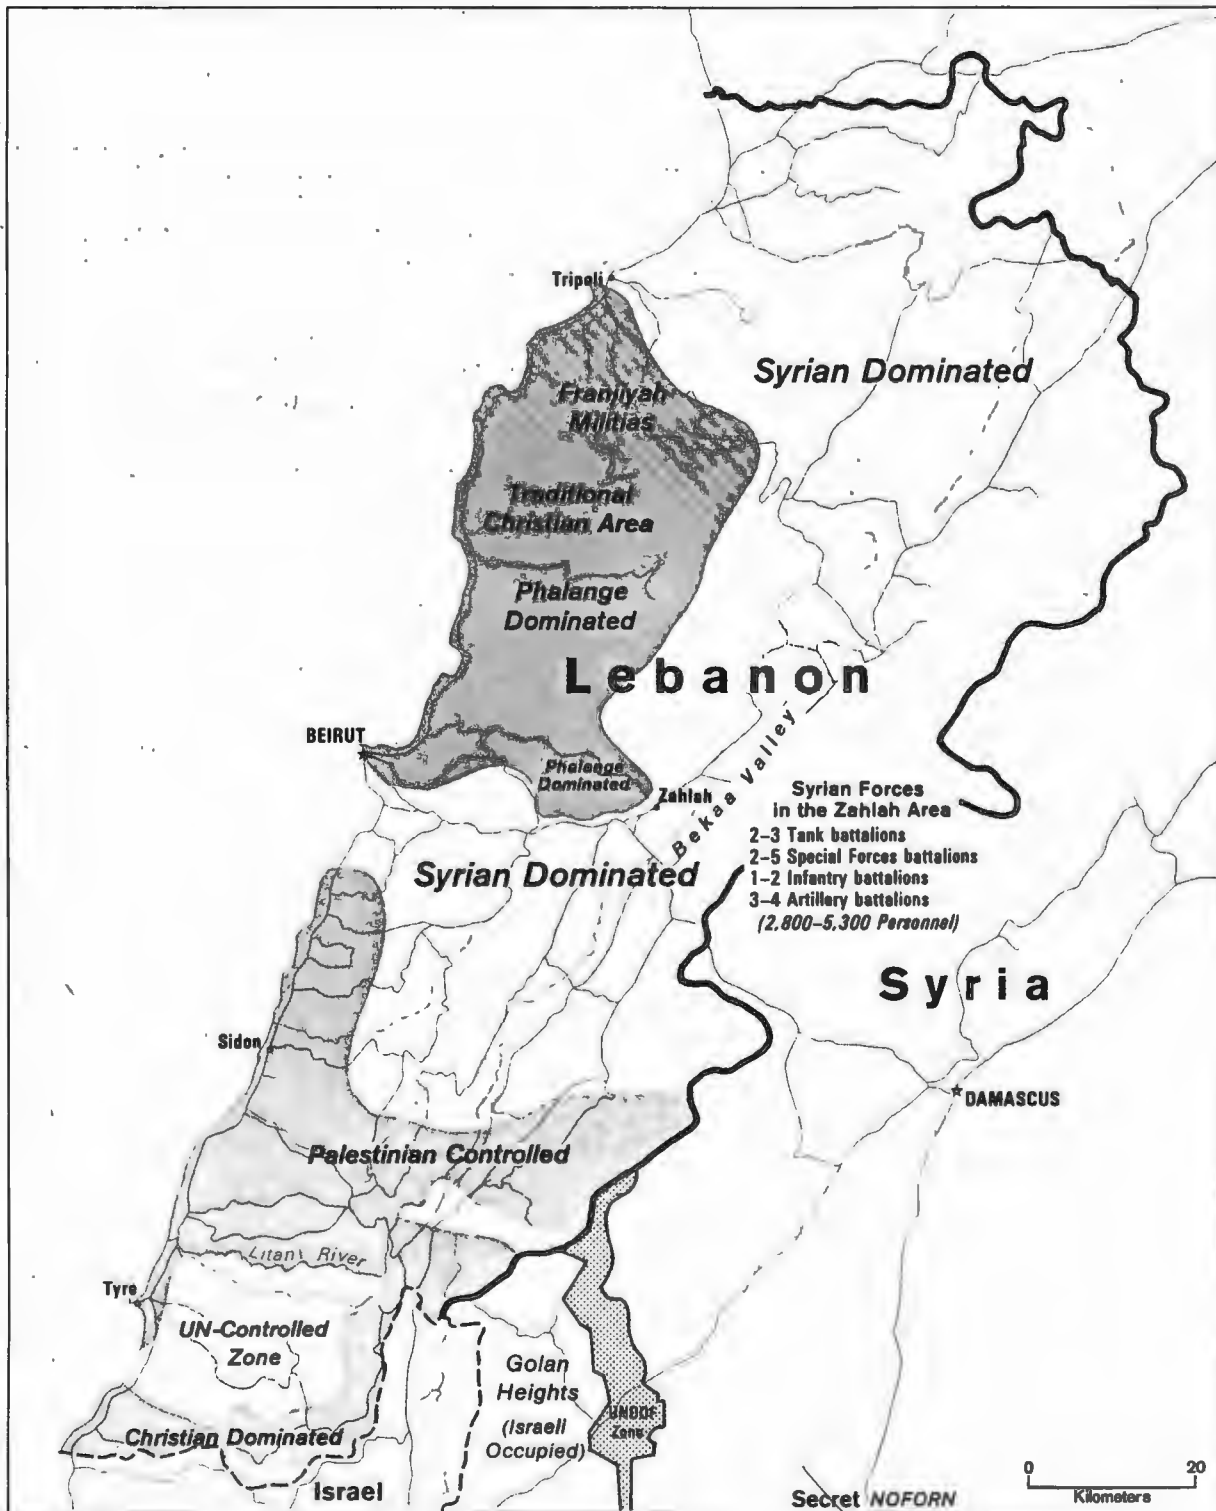 Tripoli
Syrian Dominated
Franjiyah
Militias
Traditional
Christian Area
Phalange
Dominated
Lebanon
BEIRUT
Phalange
Dominated
Zahlah
Bekaa Valley
Syrian Forces
in the Zahlah Area
2–3 Tank battalions
2–5 Special Forces battalions
1–2 Infantry battalions
3–4 Artillery battalions
(2,800–5,300 Personnel)
Syrian Dominated
Syria
Sidon
DAMASCUS
Palestinian Controlled
Litani River
Tyre
UN-Controlled
Zone
Golan
Heights
(Israeli
Occupied)
UNDOF
Zone
Christian Dominated
Israel
0 20
Kilometers
Secret NOFORN